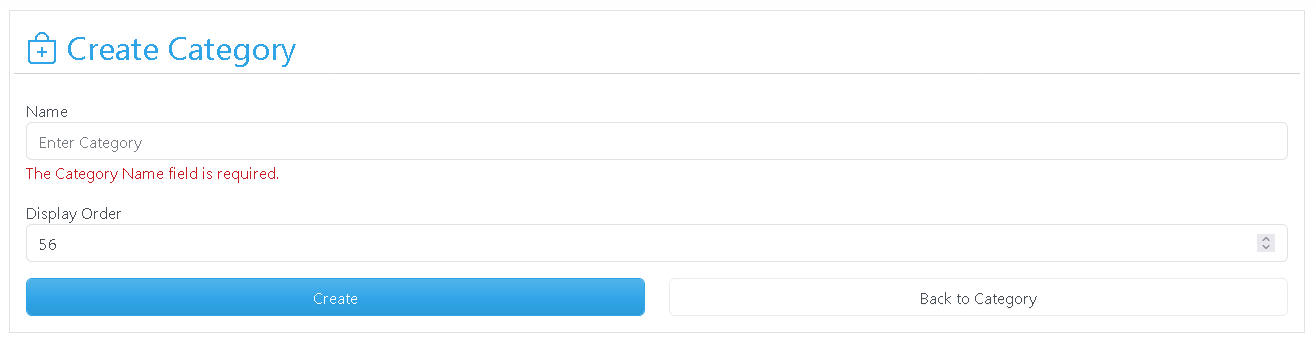 Create Category
Name
Enter Category
The Category Name field is required.
Display Order
56
Create
Back to Category